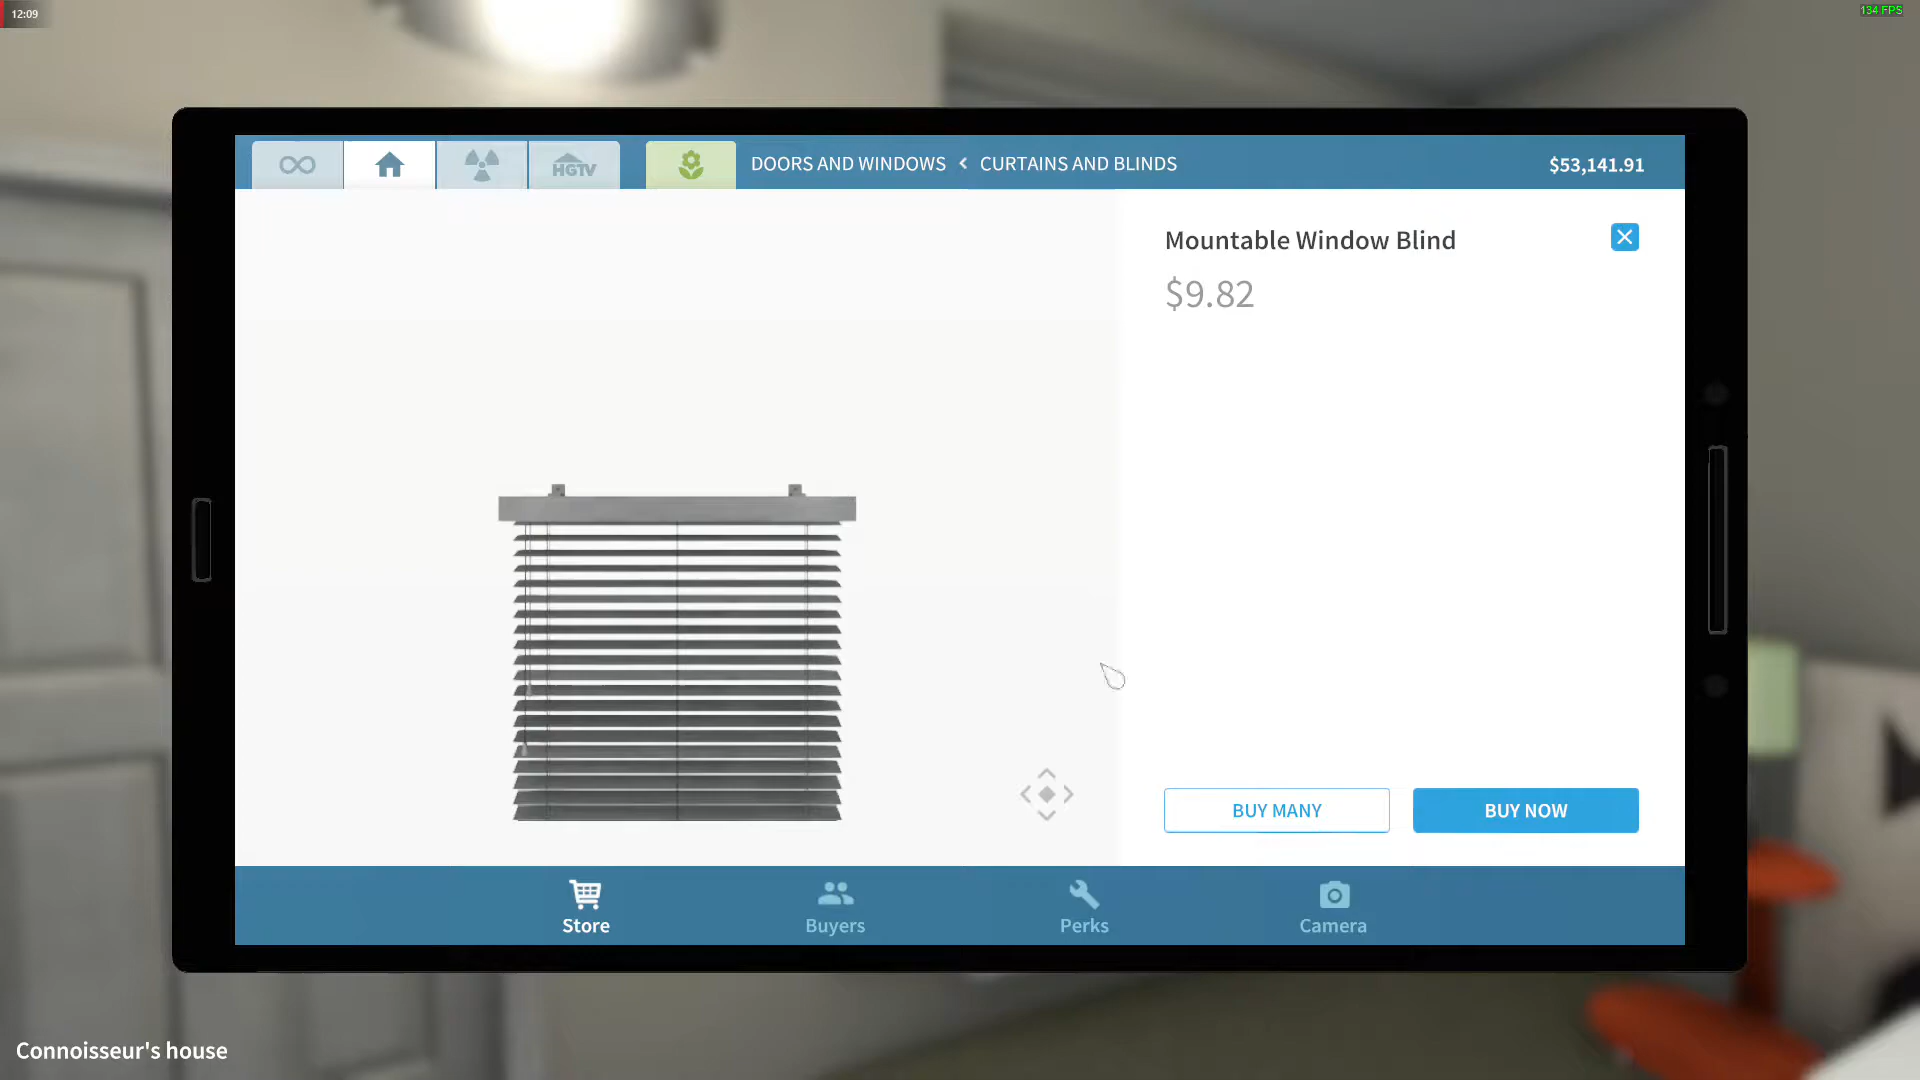 12:09
134 FPS
HGTV
DOORS AND WINDOWS < CURTAINS AND BLINDS
$53,141.91
Mountable Window Blind
$9.82
BUY MANY
BUY NOW
Store
Buyers
Perks
Camera
Connoisseur's house